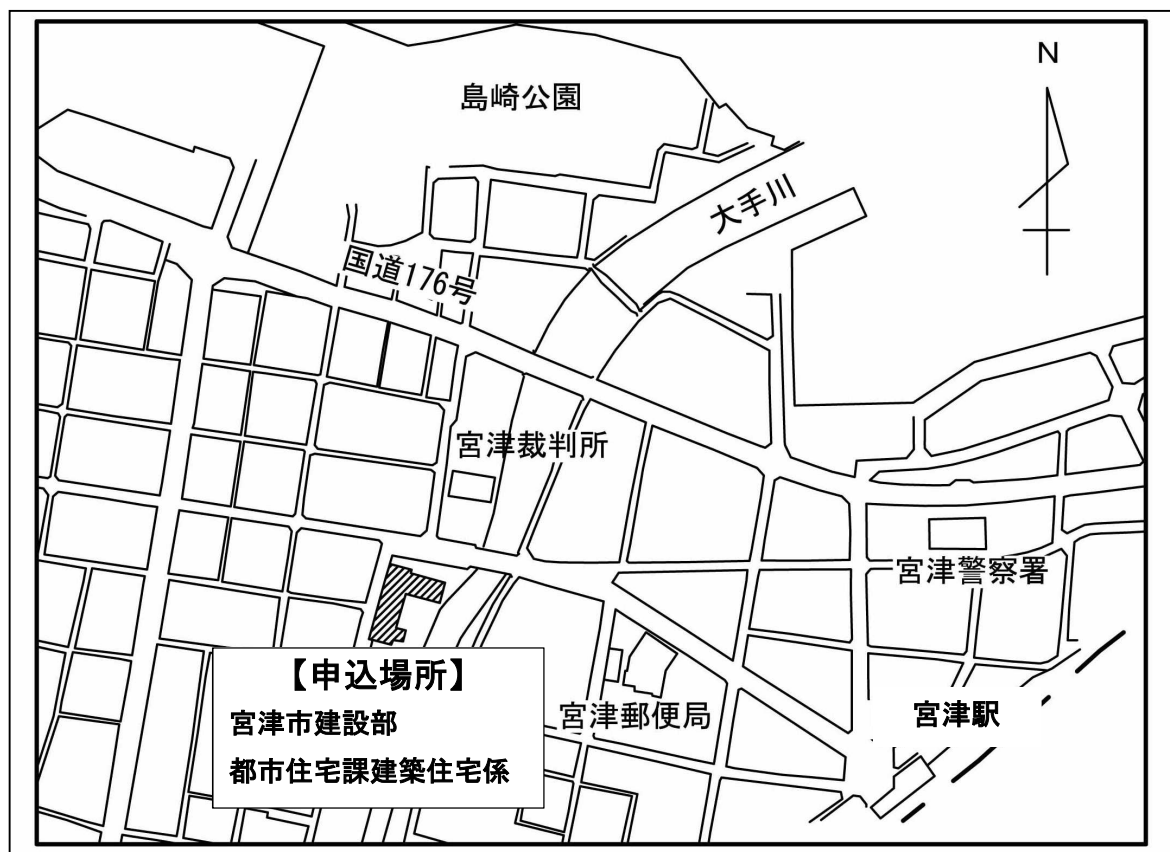 N
島崎公園
大手川
国道176号
宮津裁判所
宮津警察署
【申込場所】
宮津市建設部
都市住宅課建築住宅係
宮津郵便局
宮津駅